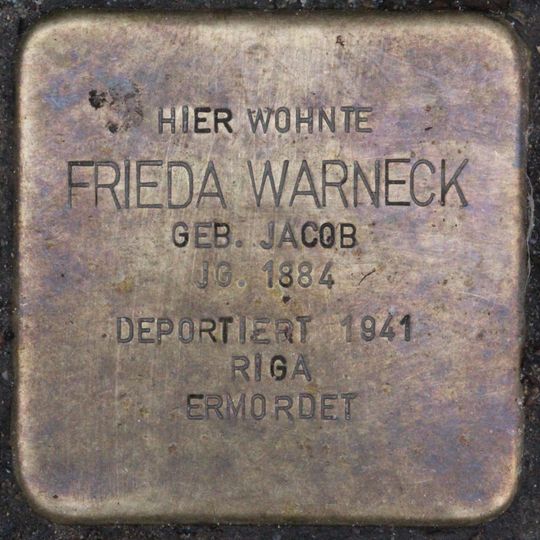 HIER WOHNTE
FRIEDA WARNECK
GEB. JACOB
JG. 1884
DEPORTIERT 1941
RIGA
ERMORDET